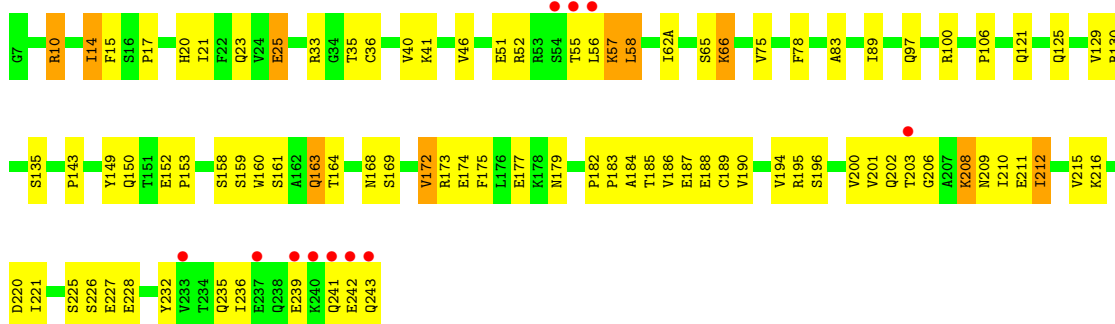 G7 R10 I14 F15 S16 P17 H20 I21 F22 Q23 V24 E25 R33 G34 T35 C36 V40 K41 V46 E51 R52 R53 S54 T55 L56 K57 L58 I62A S65 K66 V75 F78 A83 I89 Q97 R100 P106 Q121 Q125 V129 R130
S135 P143 Y149 Q150 T151 E152 P153 S158 S159 W160 S161 A162 Q163 T164 N168 S169 V172 R173 E174 F175 L176 E177 K178 N179 P182 P183 A184 T185 V186 E187 E188 C189 V190 V194 R195 S196 V200 V201 Q202 T203 G206 A207 K208 N209 I210 E211 I212 V215 K216
D220 I221 S225 S226 E227 E228 Y232 V233 T234 Q235 I236 E237 Q238 E239 K240 Q241 E242 Q243